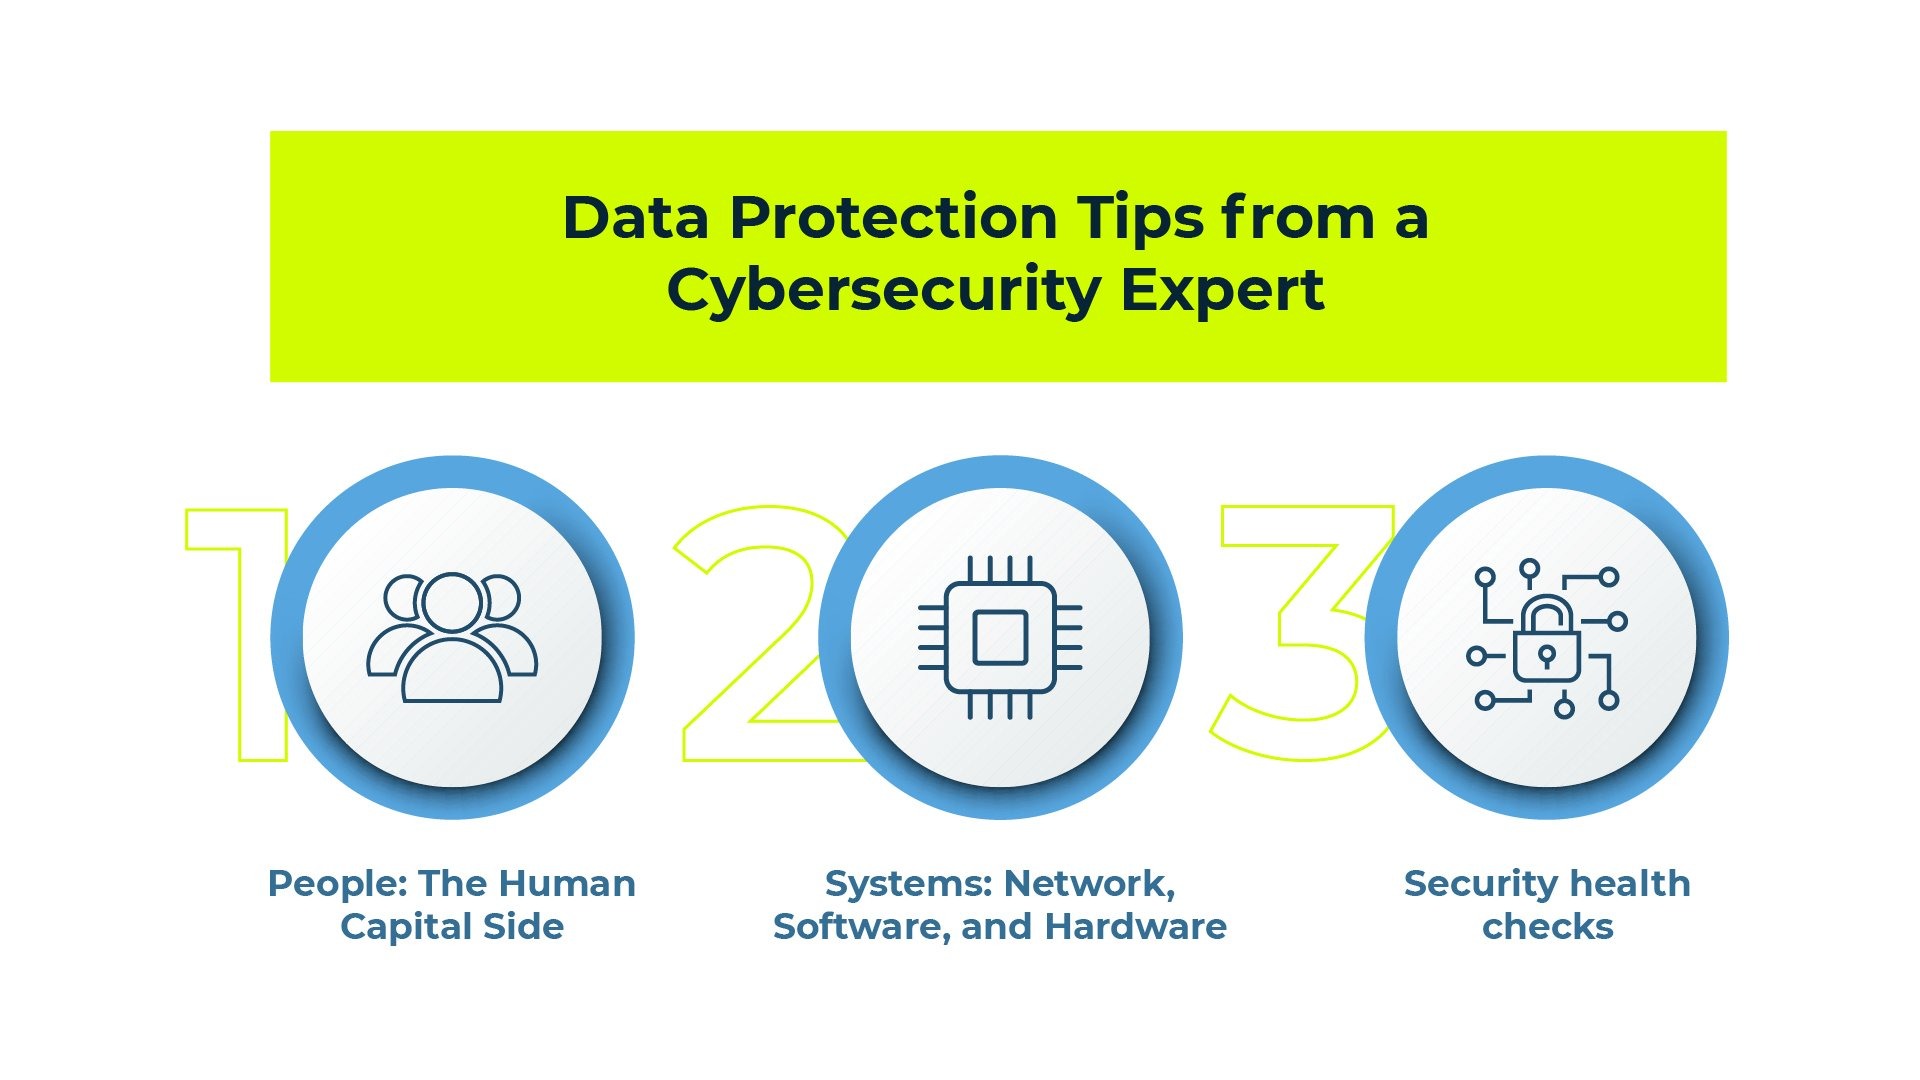 Data Protection Tips from a
Cybersecurity Expert
1
People: The Human
Capital Side
2
Systems: Network,
Software, and Hardware
3
Security health
checks